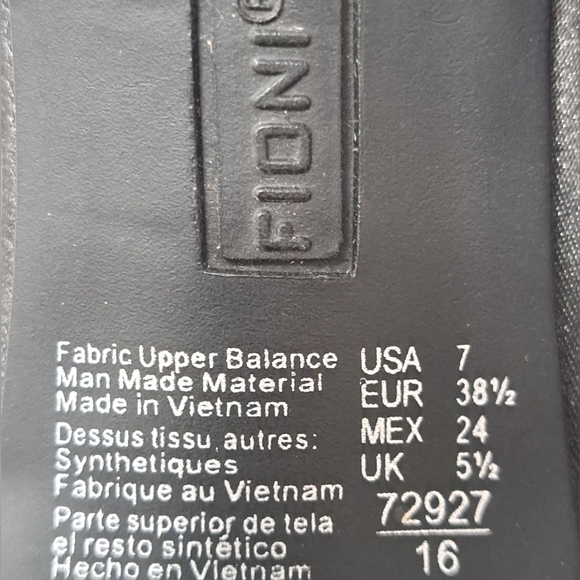 FIONI®
Fabric Upper Balance
Man Made Material
Made in Vietnam
Dessus tissu, autres:
Synthetiques
Fabrique au Vietnam
Parte superior de tela
el resto sintético
Hecho en Vietnam
USA 7
EUR 38½
MEX 24
UK 5½
72927
16